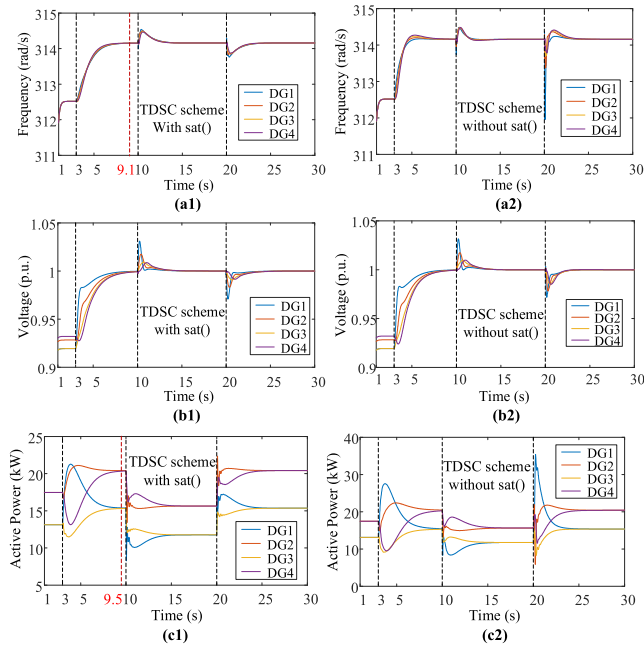 Frequency (rad/s)
315
314
313
312
311
TDSC scheme
With sat()
DG1
DG2
DG3
DG4
1 3 5 9.1 10 15 20 25 30
Time (s)
(a1)
Frequency (rad/s)
315
314
313
312
311
TDSC scheme
without sat()
DG1
DG2
DG3
DG4
1 3 5 10 15 20 25 30
Time (s)
(a2)
Voltage (p.u.)
1.05
1
0.95
0.9
TDSC scheme
with sat()
DG1
DG2
DG3
DG4
1 3 5 10 15 20 25 30
Time (s)
(b1)
Voltage (p.u.)
1.05
1
0.95
0.9
TDSC scheme
without sat()
DG1
DG2
DG3
DG4
1 3 5 10 15 20 25 30
Time (s)
(b2)
Active Power (kW)
25
20
15
10
5
TDSC scheme
with sat()
DG1
DG2
DG3
DG4
1 3 5 9.5 10 15 20 25 30
Time (s)
(c1)
Active Power (kW)
40
30
20
10
0
TDSC scheme
without sat()
DG1
DG2
DG3
DG4
1 3 5 10 15 20 25 30
Time (s)
(c2)